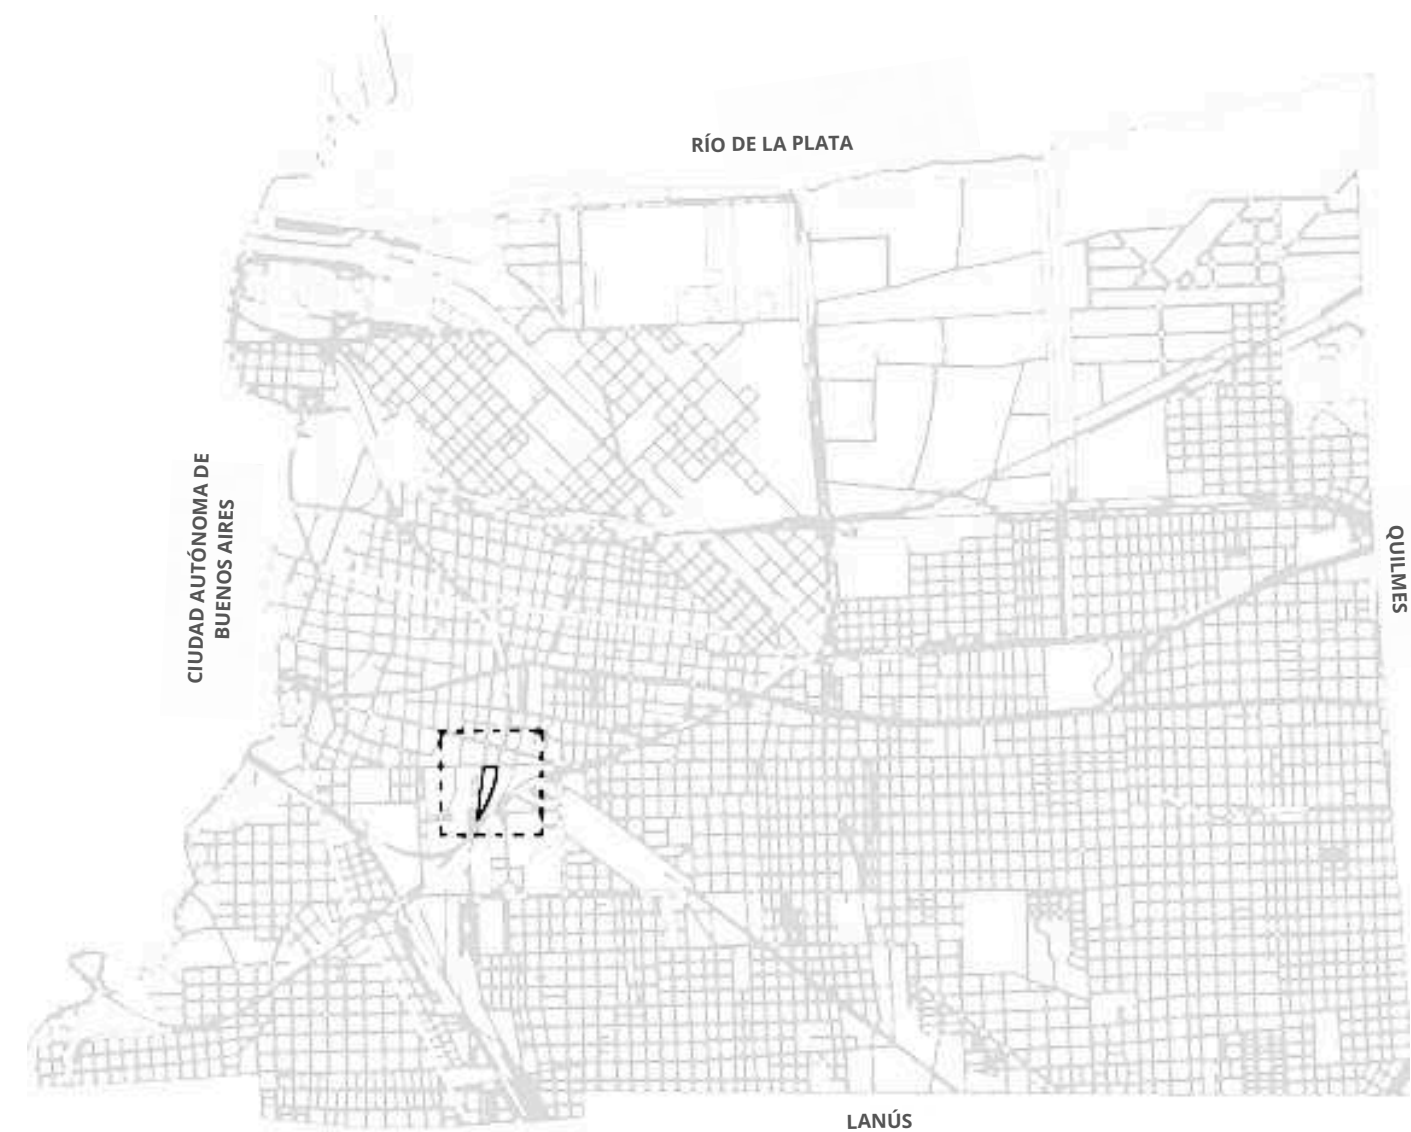 RÍO DE LA PLATA
CIUDAD AUTÓNOMA DE
BUENOS AIRES
QUILMES
LANÚS